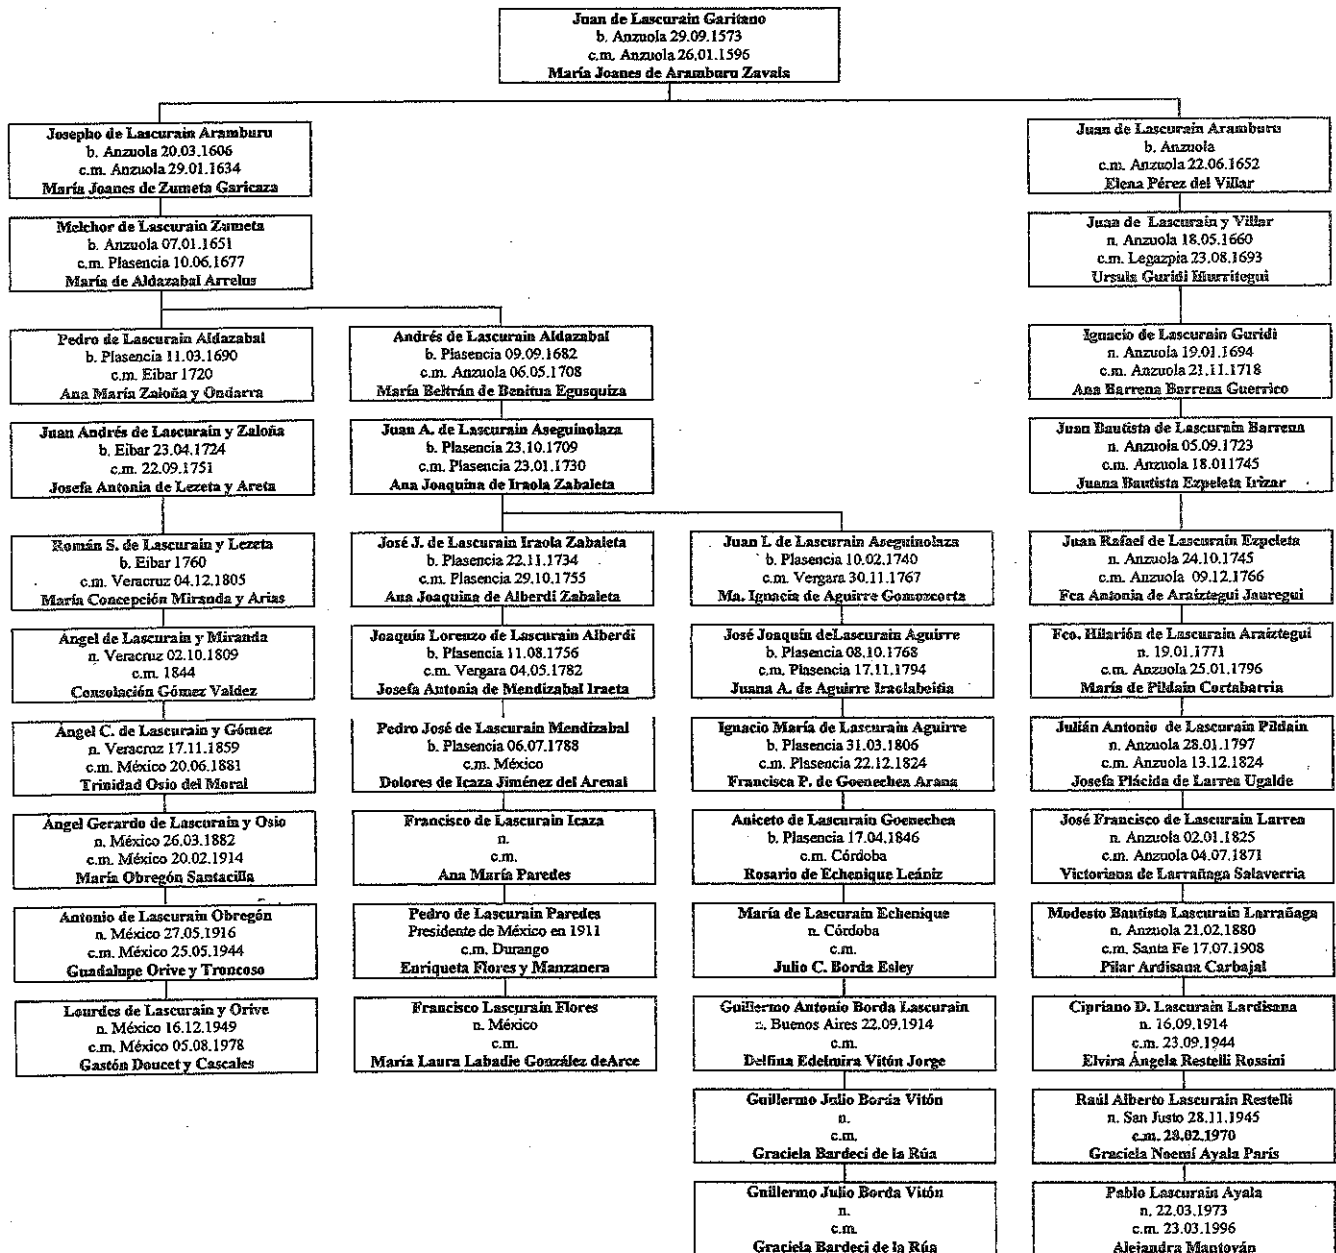 Juan de Lascurain Garitano
b. Anzuola 29.09.1573
c.m. Anzuola 26.01.1596
María Joanes de Aramburu Zavala
Josepho de Lascurain Aramburu
b. Anzuola 20.03.1606
c.m. Anzuola 29.01.1634
María Joanes de Zumeta Garicaza
Melchor de Lascurain Zumeta
b. Anzuola 07.01.1651
c.m. Plasencia 10.06.1677
María de Aldazabal Arrelus
Pedro de Lascurain Aldazabal
b. Plasencia 11.03.1690
c.m. Eibar 1720
Ana María Zaloña y Ondarra
Juan Andrés de Lascurain y Zaloña
b. Eibar 23.04.1724
c.m. 22.09.1751
Josefa Antonia de Lezeta y Areta
Román S. de Lascurain y Lezeta
b. Eibar 1760
c.m. Veracruz 04.12.1805
María Concepción Miranda y Arias
Angel de Lascurain y Miranda
n. Veracruz 02.10.1809
c.m. 1844
Consolación Gómez Valdez
Ángel C. de Lascurain y Gómez
n. Veracruz 17.11.1859
c.m. México 20.06.1881
Trinidad Osio del Moral
Ángel Gerardo de Lascurain y Osio
n. México 26.03.1882
c.m. México 20.02.1914
María Obregón Santacilla
Antonio de Lascurain Obregón
n. México 27.05.1916
c.m. México 25.05.1944
Guadalupe Orive y Troncoso
Lourdes de Lascurain y Orive
n. México 16.12.1949
c.m. México 05.08.1978
Gastón Doucet y Cascales
Andrés de Lascurain Aldazabal
b. Plasencia 09.09.1682
c.m. Anzuola 06.05.1708
María Beltrán de Benitua Egusquiza
Juan A. de Lascurain Aseguinolaza
b. Plasencia 23.10.1709
c.m. Plasencia 23.01.1730
Ana Joaquina de Iraola Zabaleta
José J. de Lascurain Iraola Zabaleta
b. Plasencia 22.11.1734
c.m. Plasencia 29.10.1755
Ana Joaquina de Alberdi Zabaleta
Joaquín Lorenzo de Lascurain Alberdi
b. Plasencia 11.08.1756
c.m. Vergara 04.05.1782
Josefa Antonia de Mendizabal Iraeta
Pedro José de Lascurain Mendizabal
b. Plasencia 06.07.1788
c.m. México
Dolores de Icaza Jiménez del Arenal
Francisco de Lascurain Icaza
n.
c.m.
Ana María Paredes
Pedro de Lascurain Paredes
Presidente de México en 1911
c.m. Durango
Enriqueta Flores y Manzanera
Francisco Lascurain Flores
n. México
c.m.
María Laura Labadie González deArce
Juan I. de Lascurain Aseguinolaza
b. Plasencia 10.02.1740
c.m. Vergara 30.11.1767
Ma. Ignacia de Aguirre Gomozcorta
José Joaquín deLascurain Aguirre
b. Plasencia 08.10.1768
c.m. Plasencia 17.11.1794
Juana A. de Aguirre Iraolabeitia
Ignacio María de Lascurain Aguirre
b. Plasencia 31.03.1806
c.m. Plasencia 22.12.1824
Francisca P. de Goenechea Arana
Aniceto de Lascurain Goenechea
b. Plasencia 17.04.1846
c.m. Córdoba
Rosario de Echenique Leániz
María de Lascurain Echenique
n. Córdoba
c.m.
Julio C. Borda Esley
Guillermo Antonio Borda Lascurain
n. Buenos Aires 22.09.1914
c.m.
Delfina Edelmira Vitón Jorge
Guillermo Julio Borda Vitón
n.
c.m.
Graciela Bardeci de la Rúa
Guillermo Julio Borda Vitón
n.
c.m.
Graciela Bardeci de la Rúa
Juan de Lascurain Aramburu
b. Anzuola
c.m. Anzuola 22.06.1652
Elena Pérez del Villar
Juan de Lascurain y Villar
n. Anzuola 18.05.1660
c.m. Legazpia 23.08.1693
Ursula Guridi Murritegui
Ignacio de Lascurain Guridi
n. Anzuola 19.01.1694
c.m. Anzuola 21.11.1718
Ana Barrena Barrena Guerrico
Juan Bautista de Lascurain Barrena
n. Anzuola 05.09.1723
c.m. Anzuola 18.011745
Juana Bautista Ezpeleta Irizar
Juan Rafael de Lascurain Ezpeleta
n. Anzuola 24.10.1745
c.m. Anzuola 09.12.1766
Fca Antonia de Araiztegui Jauregui
Fco. Hilarión de Lascurain Araiztegui
n. 19.01.1771
c.m. Anzuola 25.01.1796
María de Pildain Cortabarria
Julián Antonio de Lascurain Pildain
n. Anzuola 28.01.1797
c.m. Anzuola 13.12.1824
Josefa Plácida de Larrea Ugalde
José Francisco de Lascurain Larrea
n. Anzuola 02.01.1825
c.m. Anzuola 04.07.1871
Victoriana de Larrañaga Salaverria
Modesto Bautista Lascurain Larrañaga
n. Anzuola 21.02.1880
c.m. Santa Fe 17.07.1908
Pilar Ardisana Carbajal
Cipriano D. Lascurain Lardisana
n. 16.09.1914
c.m. 23.09.1944
Elvira Ángela Restelli Rossini
Raúl Alberto Lascurain Restelli
n. San Justo 28.11.1945
c.m. 28.02.1970
Graciela Noemí Ayala París
Pablo Lascurain Ayala
n. 22.03.1973
c.m. 23.03.1996
Alejandra Mantován